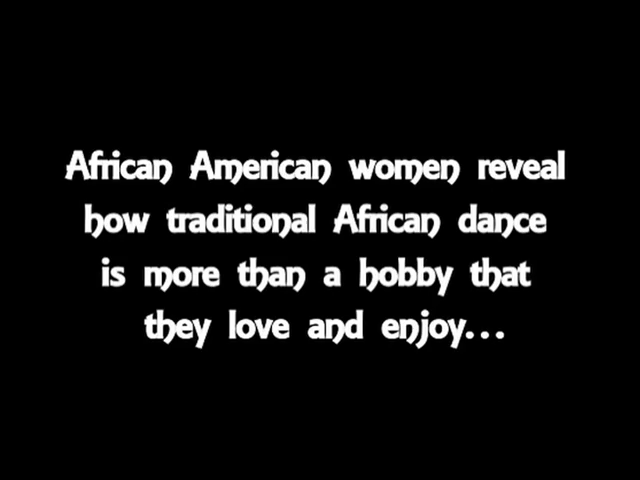 African American women reveal
how traditional African dance
is more than a hobby that
they love and enjoy...